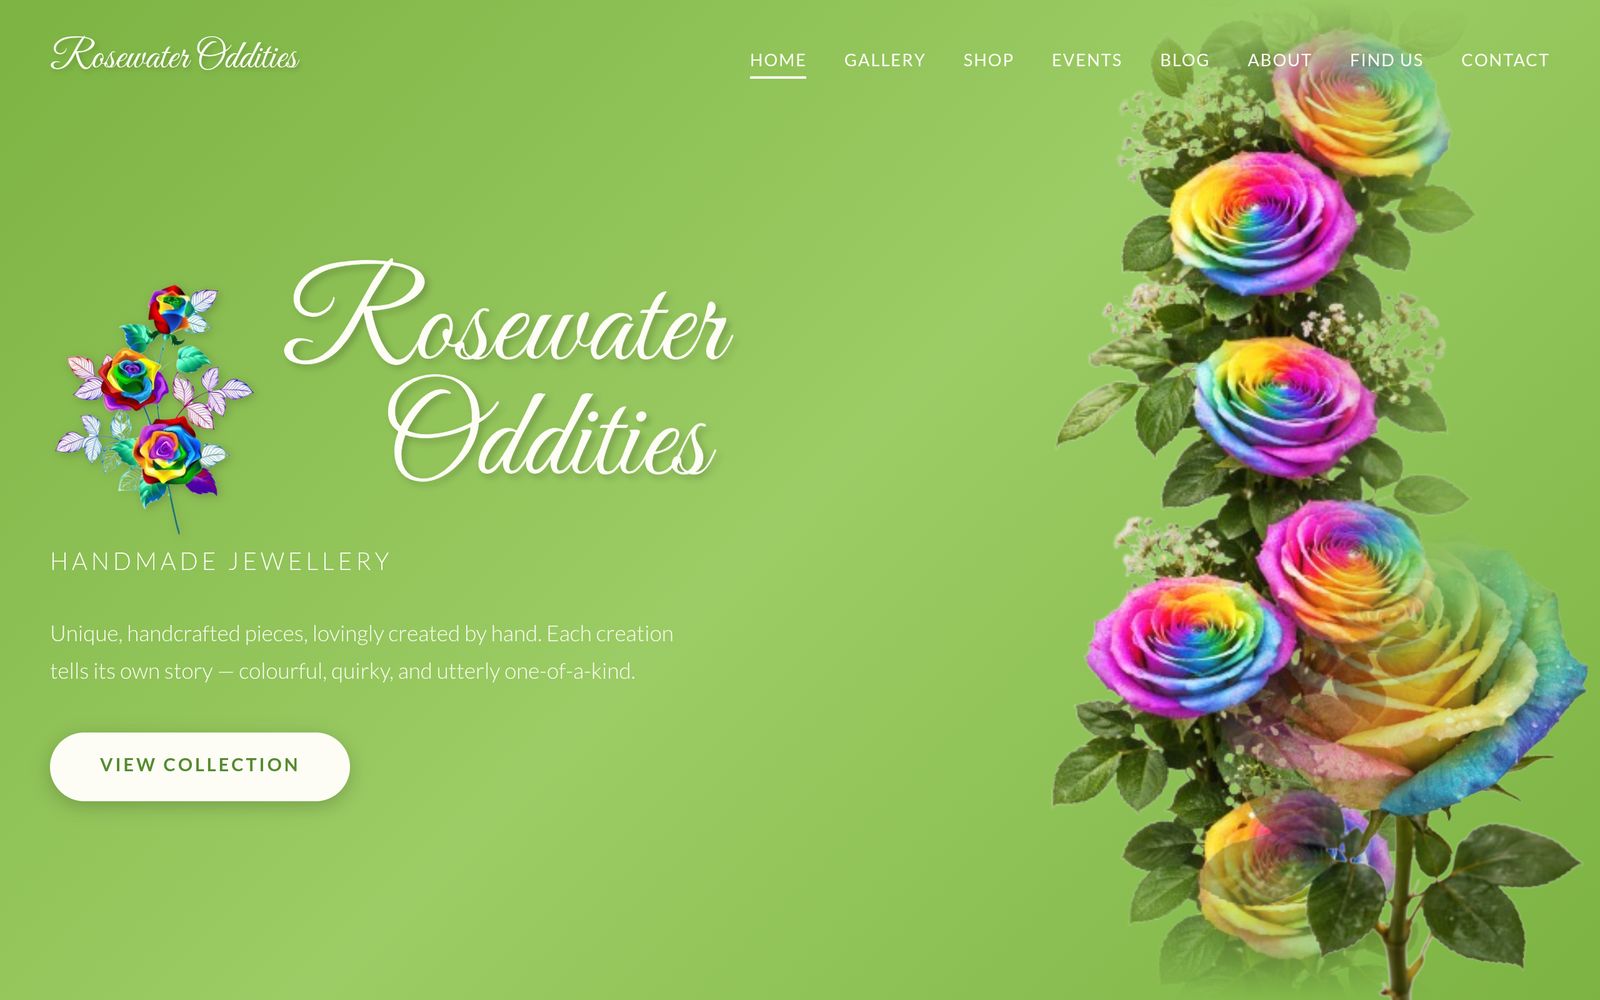 Rosewater Oddities
HOME GALLERY SHOP EVENTS BLOG ABOUT FIND US CONTACT
Rosewater
Oddities
HANDMADE JEWELLERY
Unique, handcrafted pieces, lovingly created by hand. Each creation
tells its own story — colourful, quirky, and utterly one-of-a-kind.
VIEW COLLECTION